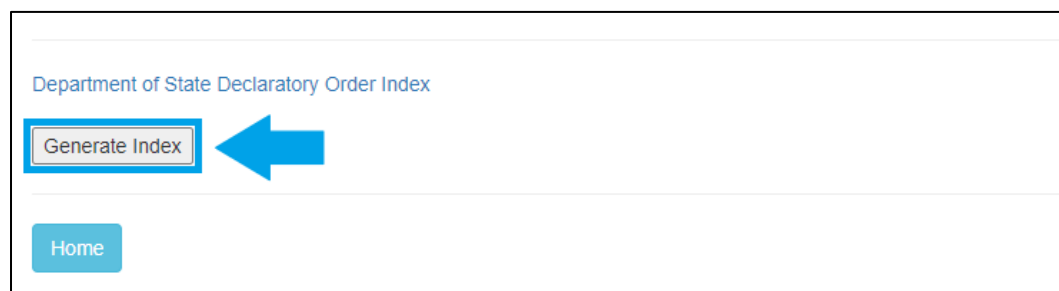 Department of State Declaratory Order Index
Generate Index
Home